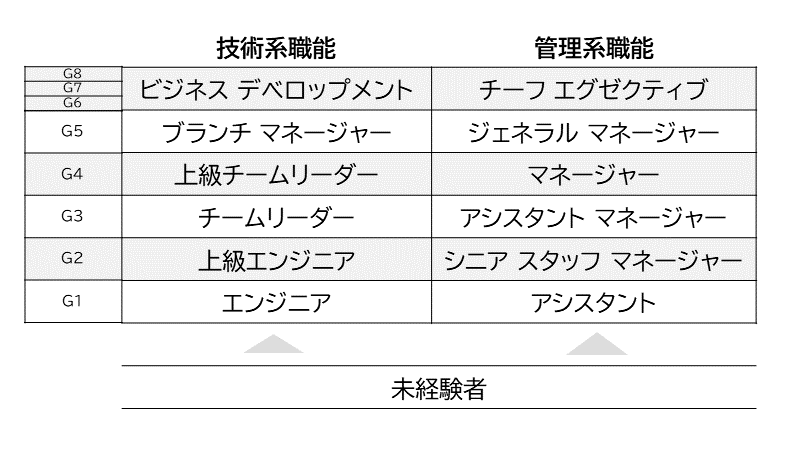 技術系職能 管理系職能
G8
G7
G6
ビジネス デベロップメント チーフ エグゼクティブ
G5 ブランチ マネージャー ジェネラル マネージャー
G4 上級チームリーダー マネージャー
G3 チームリーダー アシスタント マネージャー
G2 上級エンジニア シニア スタッフ マネージャー
G1 エンジニア アシスタント
未経験者